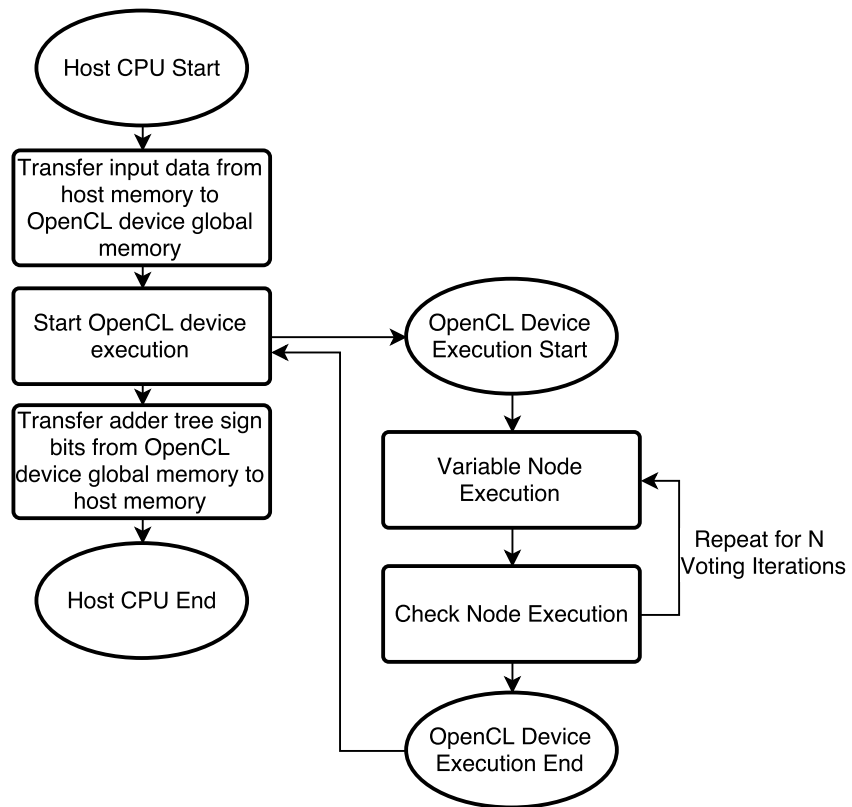 Host CPU Start
Transfer input data from
host memory to
OpenCL device global
memory
Start OpenCL device
execution
Transfer adder tree sign
bits from OpenCL
device global memory to
host memory
Host CPU End
OpenCL Device
Execution Start
Variable Node
Execution
Check Node Execution
Repeat for N
Voting Iterations
OpenCL Device
Execution End